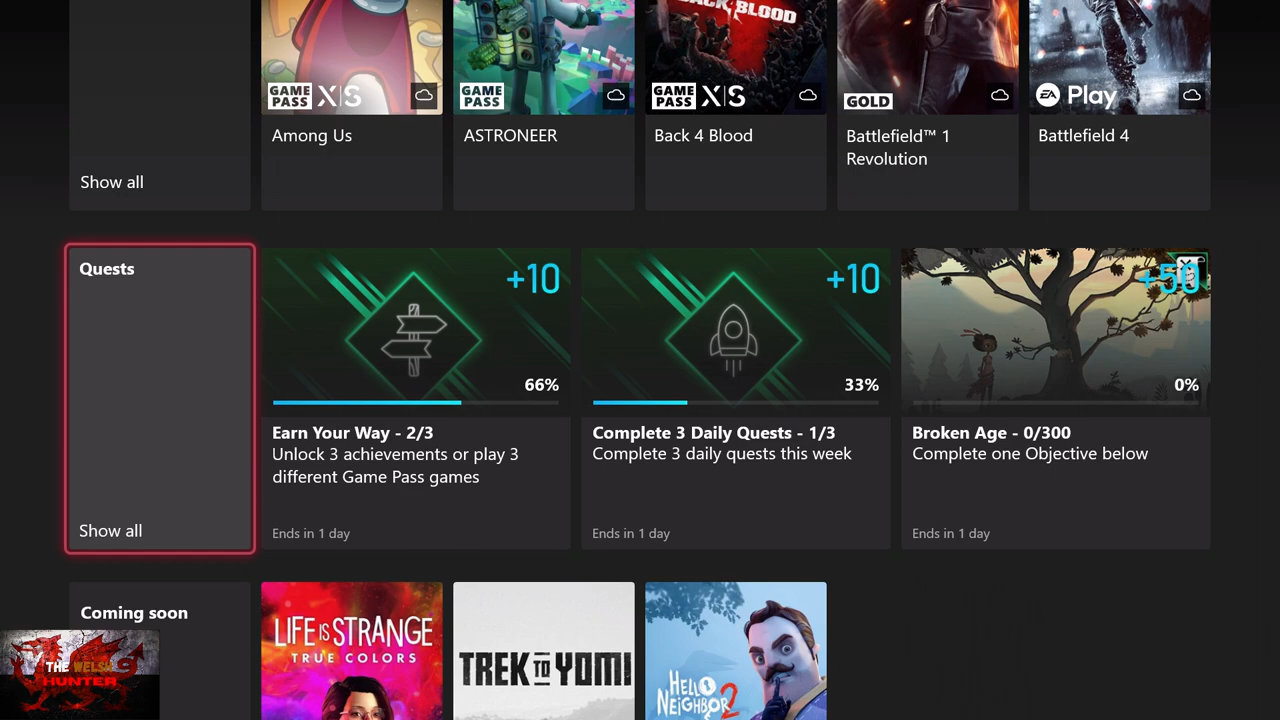 BACK 4 BLOOD
GAME PASS X|S
GAME PASS
GAME PASS X|S
GOLD
EA Play
Among Us
ASTRONEER
Back 4 Blood
Battlefield™ 1
Revolution
Battlefield 4
Show all
Quests
+10
+10
+50
66%
33%
0%
Earn Your Way - 2/3
Unlock 3 achievements or play 3
different Game Pass games
Complete 3 Daily Quests - 1/3
Complete 3 daily quests this week
Broken Age - 0/300
Complete one Objective below
Show all
Ends in 1 day
Ends in 1 day
Ends in 1 day
Coming soon
LIFE IS STRANGE
TRUE COLORS
TREK TO YOMI
HELLO
NEIGHBOR 2
THE WELSH
HUNTER